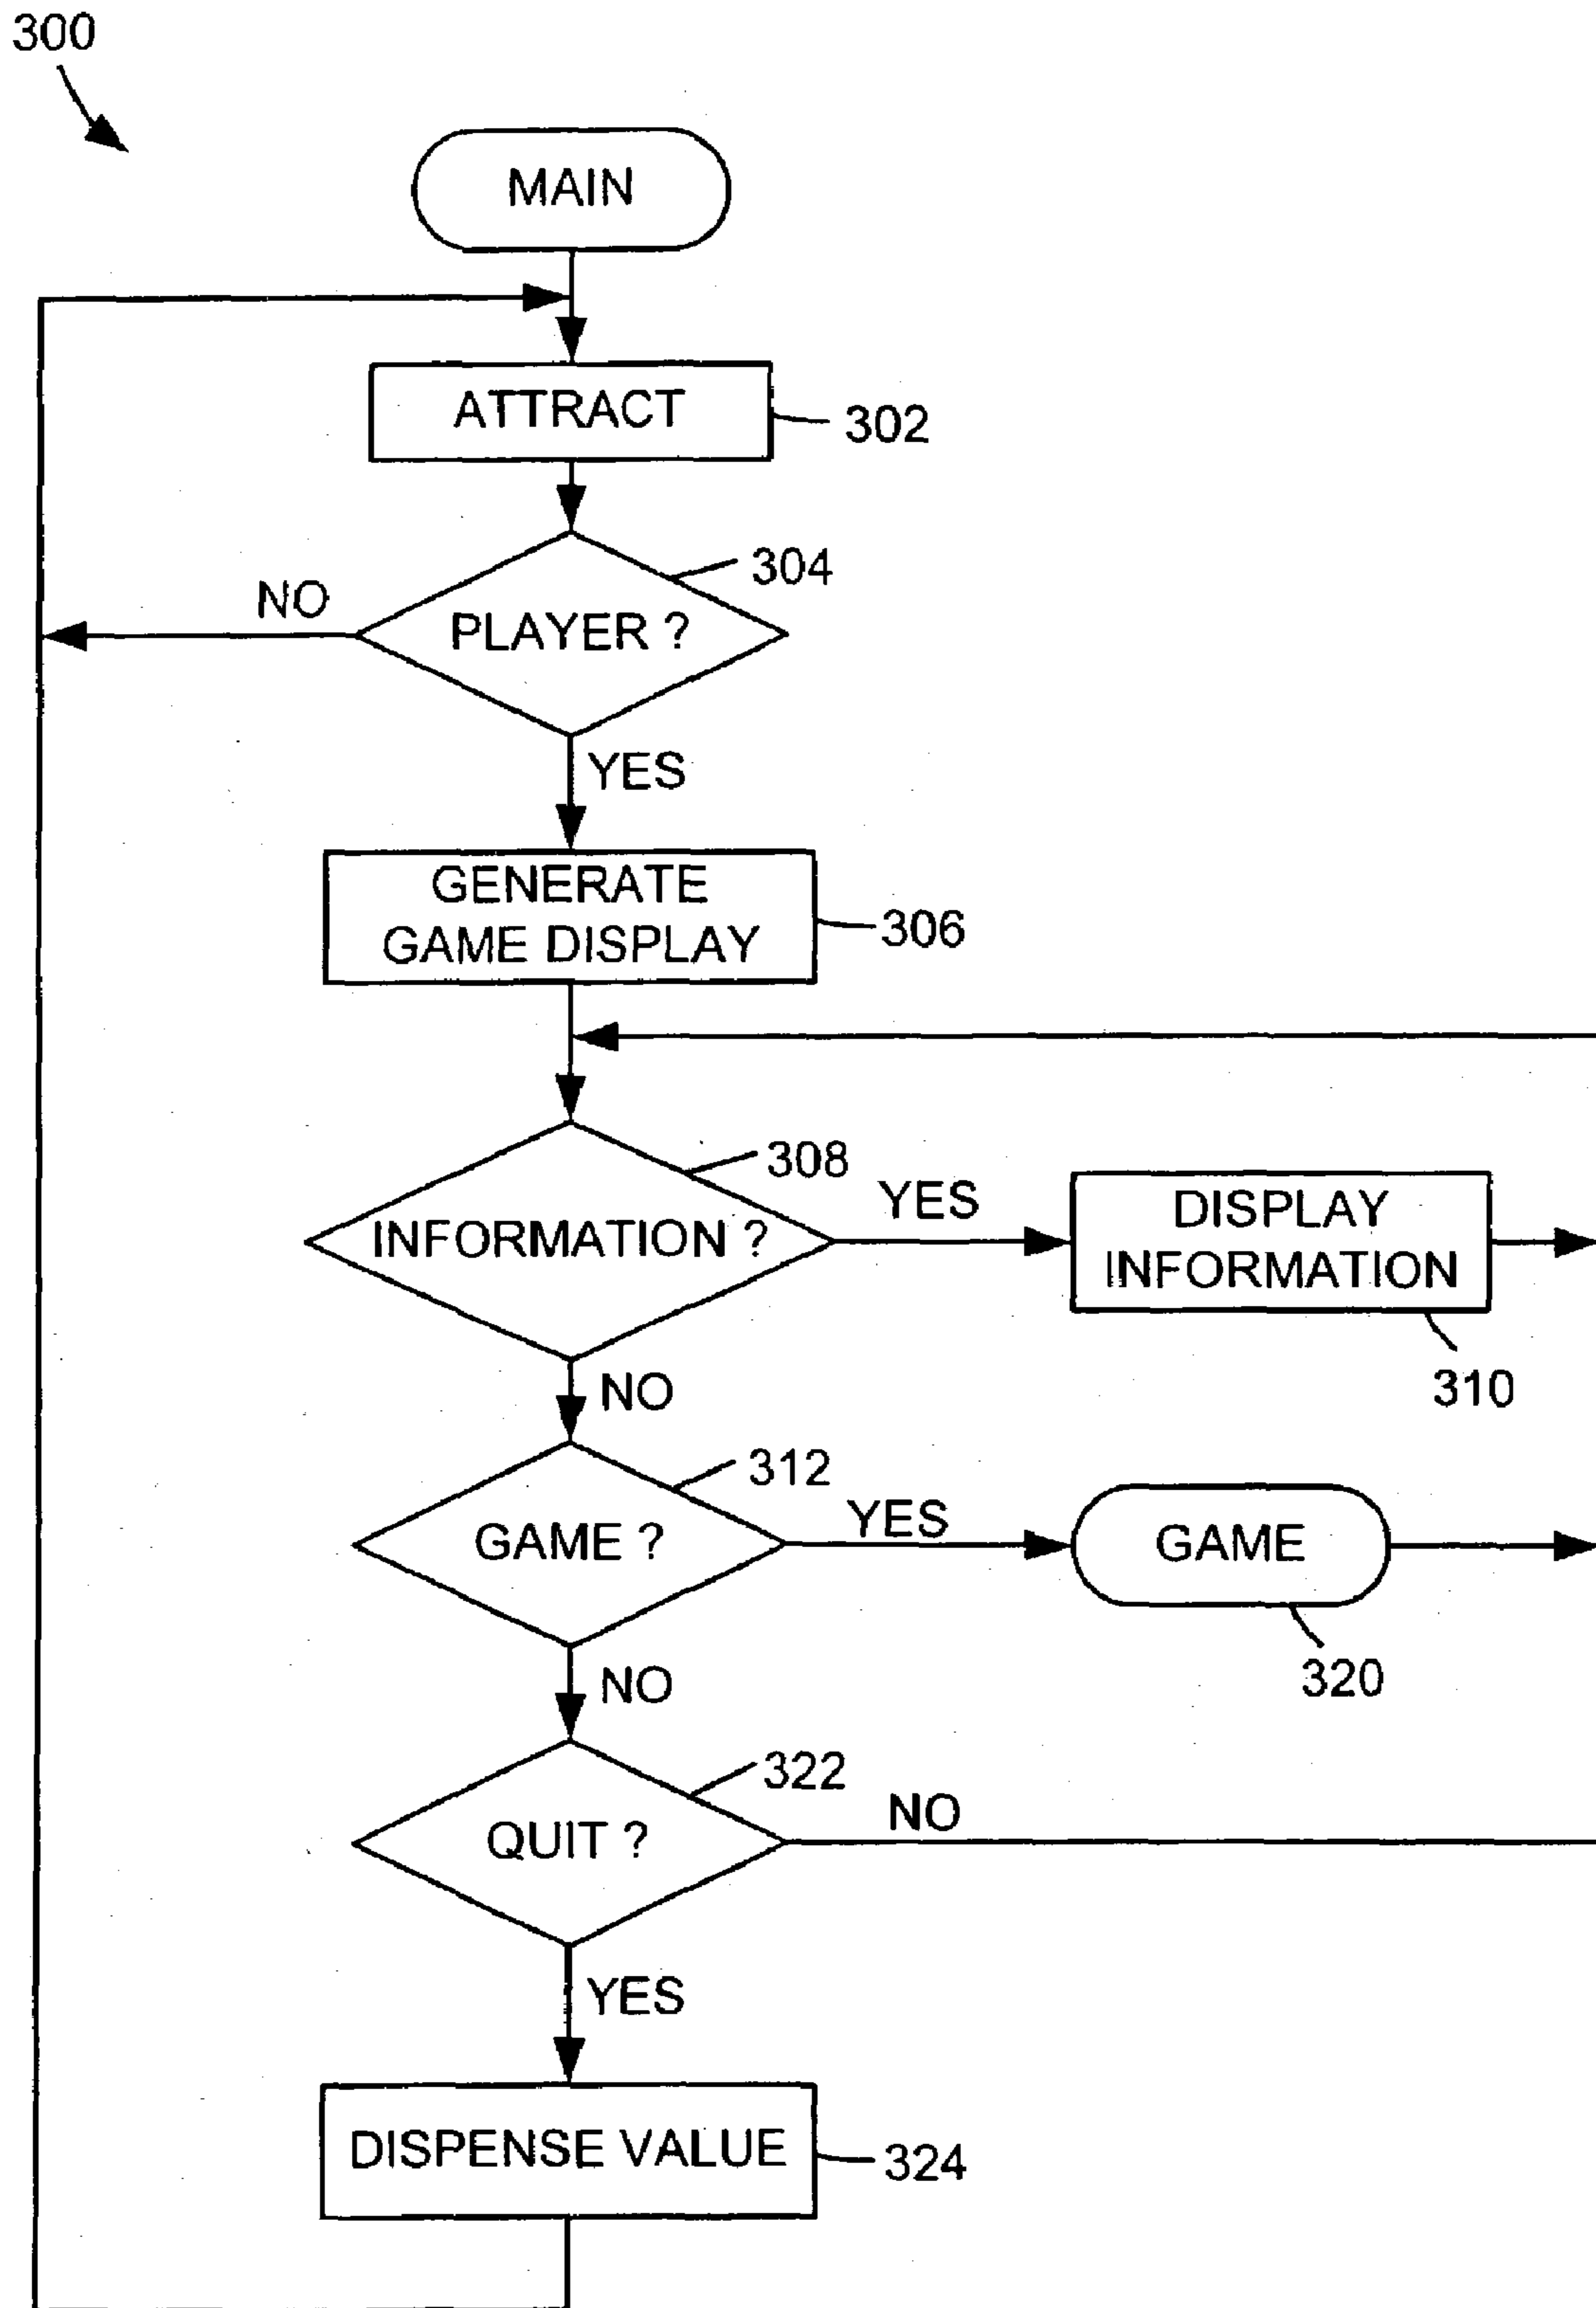 300
MAIN
ATTRACT
302
304
NO
PLAYER ?
YES
GENERATE
GAME DISPLAY
306
308
INFORMATION ?
YES
DISPLAY
INFORMATION
310
NO
312
GAME ?
YES
GAME
320
NO
322
QUIT ?
NO
YES
DISPENSE VALUE
324